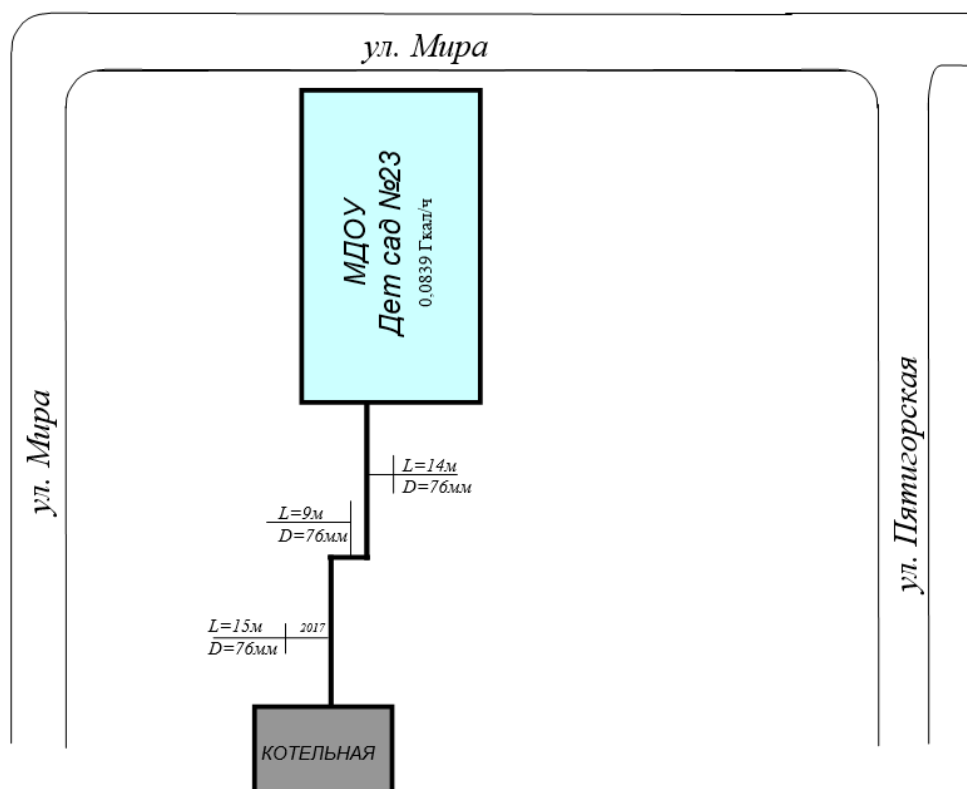 ул. Мира
МДОУ
Дет сад №23
0,0839 Гкал/ч
ул. Мира
ул. Пятигорская
L=14м
D=76мм
L=9м
D=76мм
L=15м
2017
D=76мм
КОТЕЛЬНАЯ